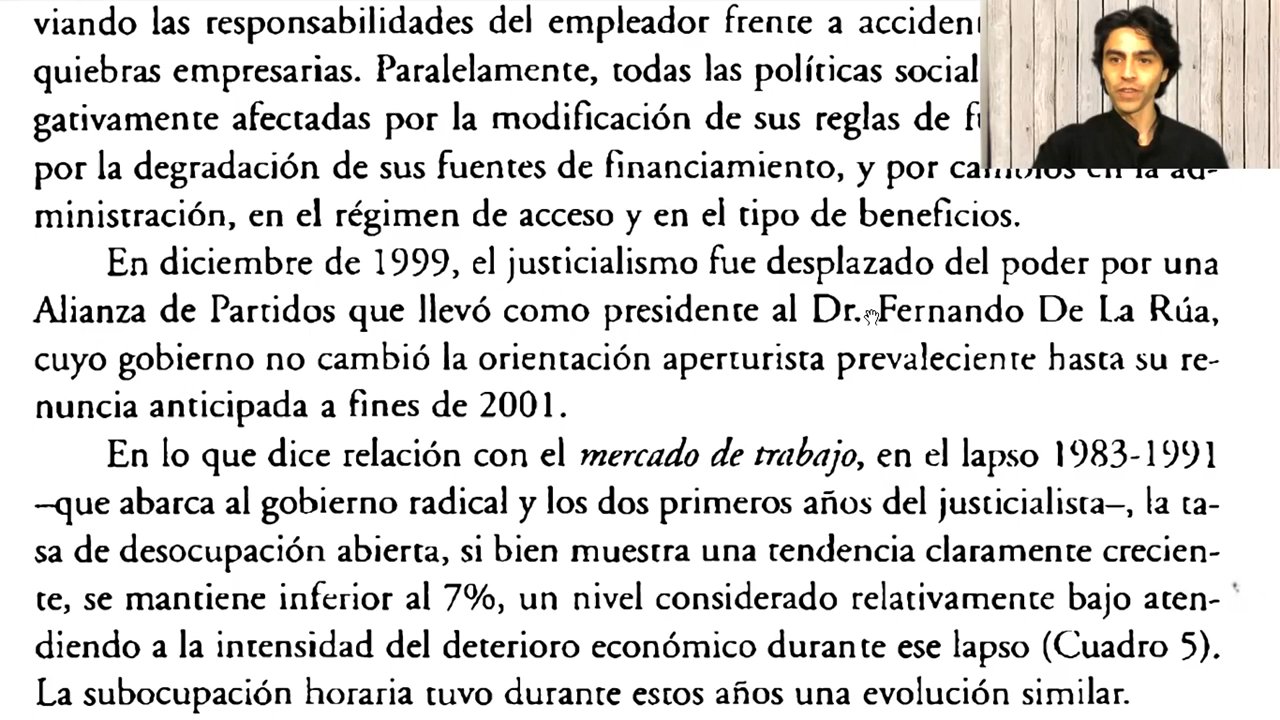 viando las responsabilidades del empleador frente a
quiebras empresarias. Paralelamente, todas las políticas
gativamente afectadas por la modificación de sus reglas de
por la degradación de sus fuentes de financiamiento, y por cambios en la ad-
ministración, en el régimen de acceso y en el tipo de beneficios.
En diciembre de 1999, el justicialismo fue desplazado del poder por una
Alianza de Partidos que llevó como presidente al Dr. Fernando De La Rúa,
cuyo gobierno no cambió la orientación aperturista prevaleciente hasta su re-
nuncia anticipada a fines de 2001.
En lo que dice relación con el mercado de trabajo, en el lapso 1983-1991
–que abarca al gobierno radical y los dos primeros años del justicialista–, la ta-
sa de desocupación abierta, si bien muestra una tendencia claramente crecien-
te, se mantiene inferior al 7%, un nivel considerado relativamente bajo aten-
diendo a la intensidad del deterioro económico durante ese lapso (Cuadro 5).
La subocupación horaria tuvo durante estos años una evolución similar.